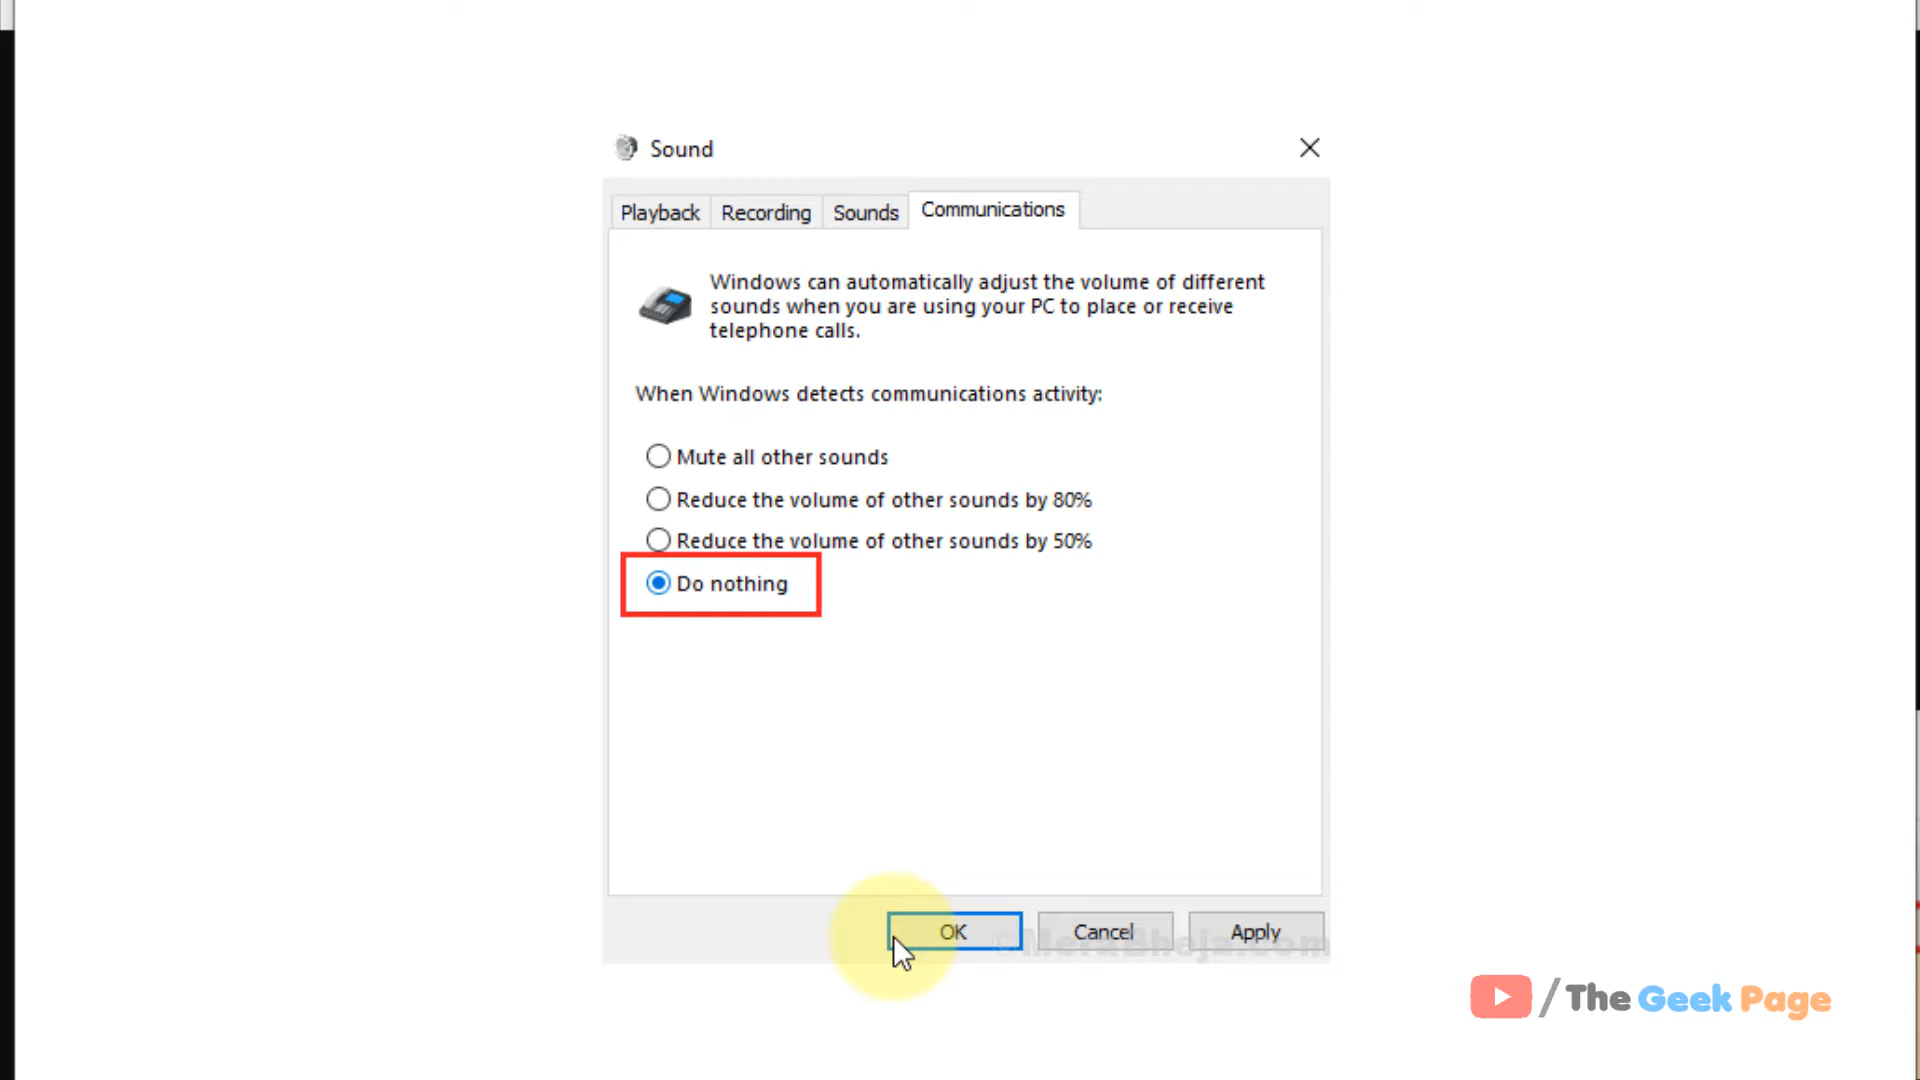 Sound
Playback
Recording
Sounds
Communications
Windows can automatically adjust the volume of different
sounds when you are using your PC to place or receive
telephone calls.
When Windows detects communications activity:
Mute all other sounds
Reduce the volume of other sounds by 80%
Reduce the volume of other sounds by 50%
Do nothing
OK
Cancel
Apply
©MeraBheja.com
/ The Geek Page